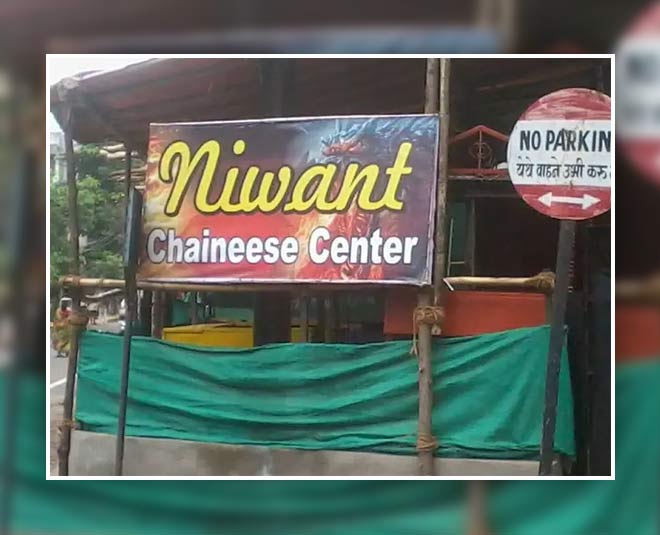 Niwant
Chaineese Center
NO PARKIN
येथे वाहने उभी करू